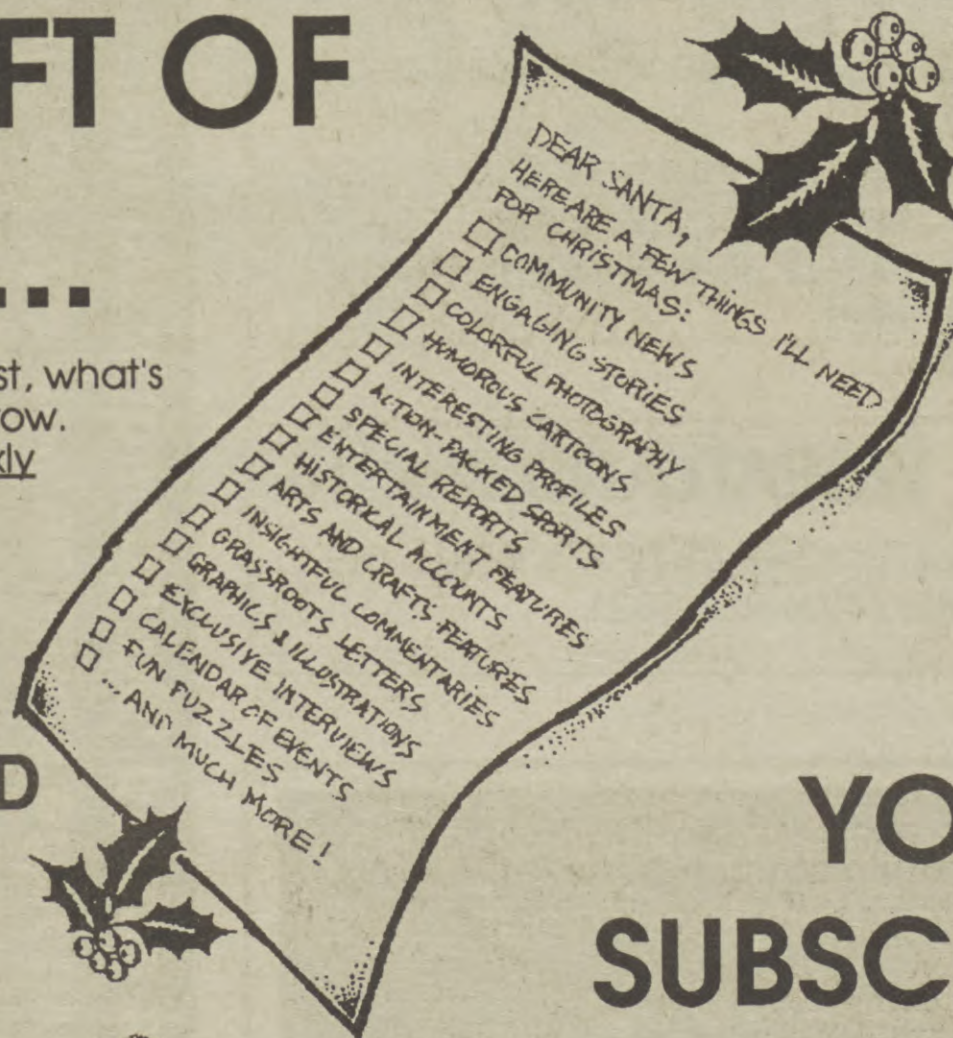 FT OF
....
st, what's
ow.
kly
DEAR SANTA,
HERE ARE A FEW THINGS I'LL NEED
FOR CHRISTMAS:
COMMUNITY NEWS
ENGAGING STORIES
COLORFUL PHOTOGRAPHY
HUMOROUS CARTOONS
INTERESTING PROFILES
ACTION-PACKED SPORTS
SPECIAL REPORTS
ENTERTAINMENT FEATURES
HISTORICAL ACCOUNTS
ARTS AND CRAFTS FEATURES
INSIGHTFUL COMMENTARIES
GRASSROOTS LETTERS
GRAPHICS & ILLUSTRATIONS
EXCLUSIVE INTERVIEWS
CALENDAR OF EVENTS
FUN PUZZLES
... AND MUCH MORE!
D
YO
SUBSC